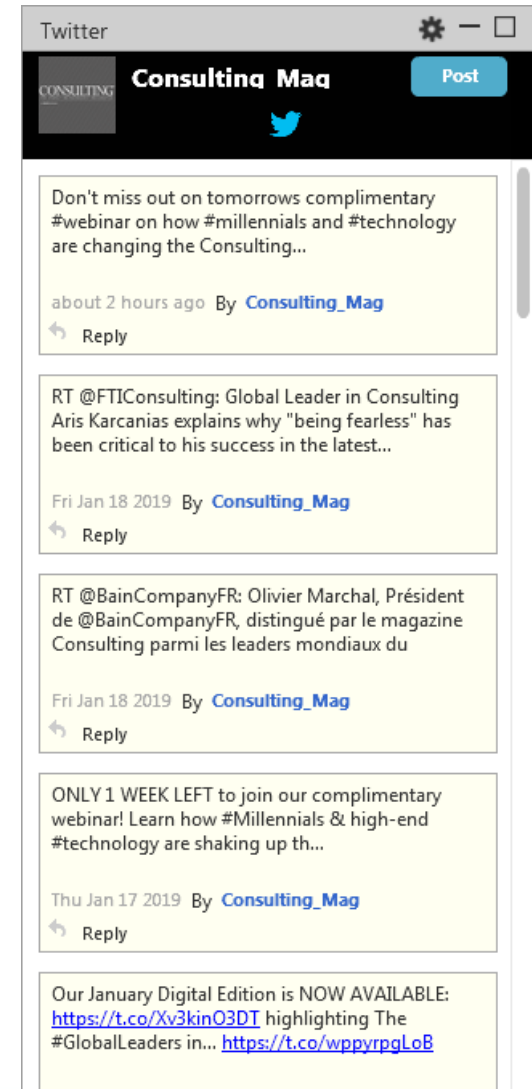 Twitter
CONSULTING
Consulting_Mag
Post
Don't miss out on tomorrows complimentary
#webinar on how #millennials and #technology
are changing the Consulting...
about 2 hours ago By Consulting_Mag
Reply
RT @FTIConsulting: Global Leader in Consulting
Aris Karcanias explains why "being fearless" has
been critical to his success in the latest...
Fri Jan 18 2019 By Consulting_Mag
Reply
RT @BainCompanyFR: Olivier Marchal, Président
de @BainCompanyFR, distingué par le magazine
Consulting parmi les leaders mondiaux du
Fri Jan 18 2019 By Consulting_Mag
Reply
ONLY 1 WEEK LEFT to join our complimentary
webinar! Learn how #Millennials & high-end
#technology are shaking up th...
Thu Jan 17 2019 By Consulting_Mag
Reply
Our January Digital Edition is NOW AVAILABLE:
https://t.co/Xv3kinO3DT highlighting The
#GlobalLeaders in... https://t.co/wppyrpgLoB